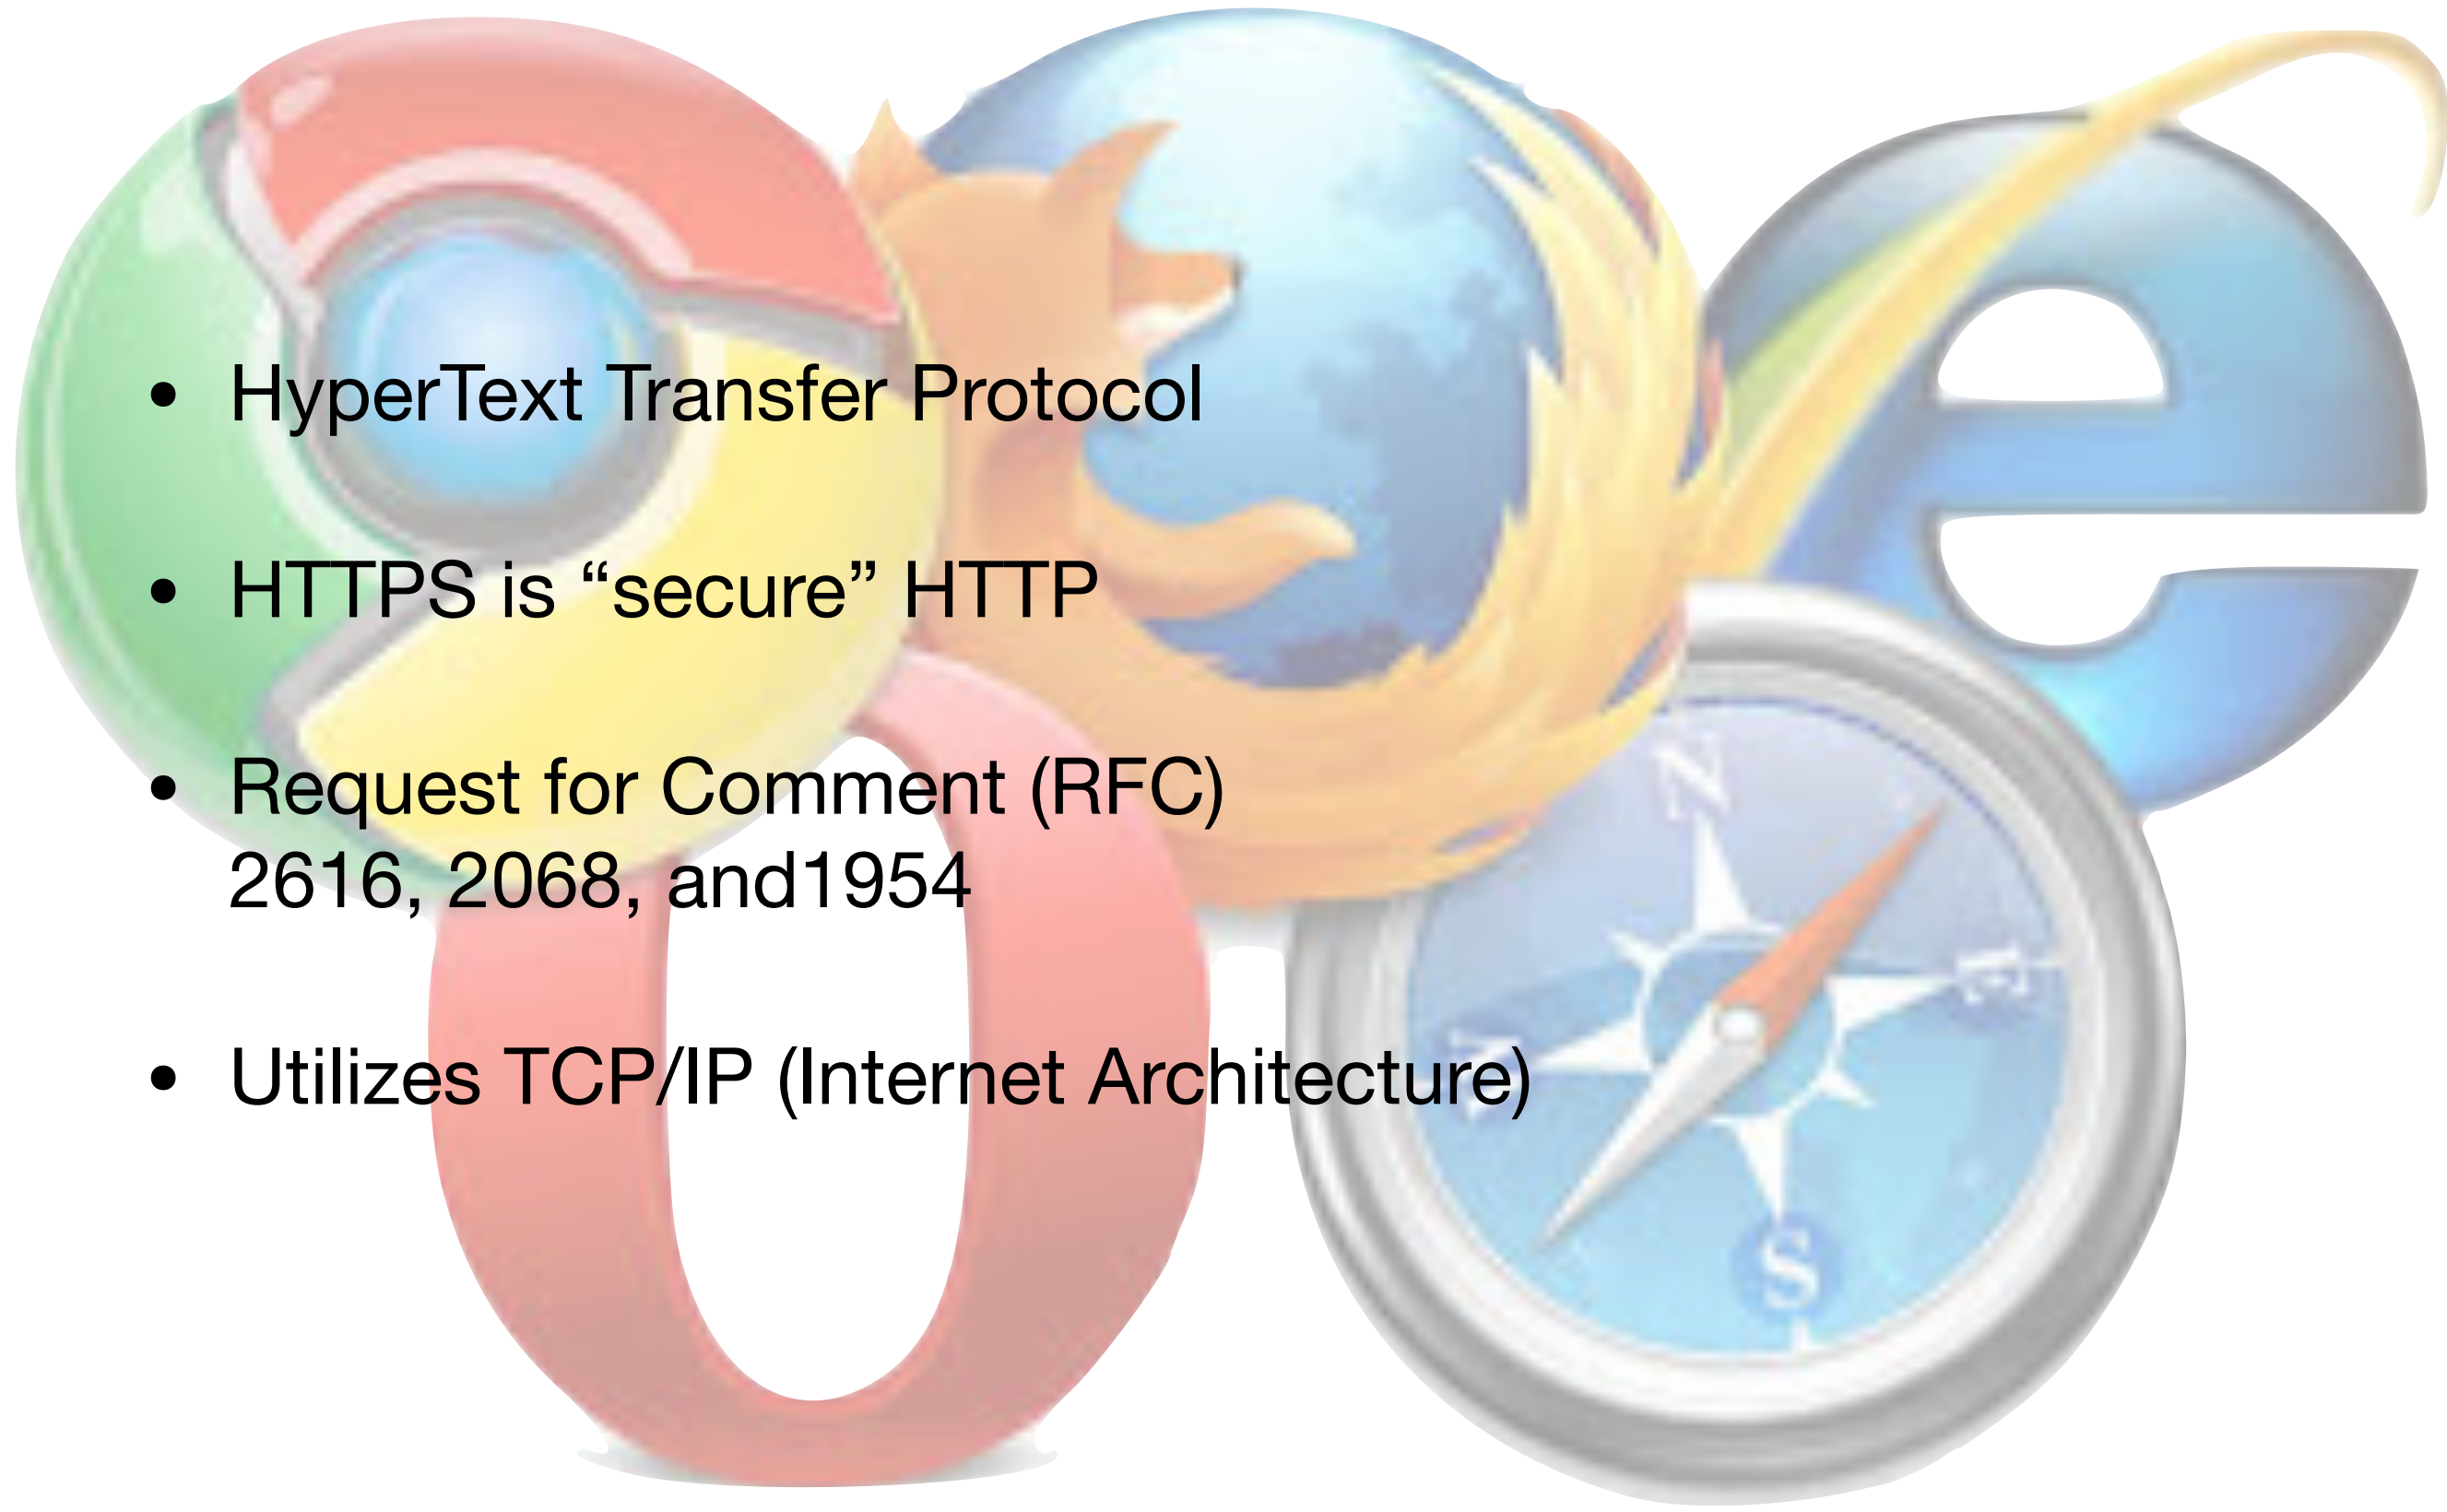 • HyperText Transfer Protocol
• HTTPS is “secure” HTTP
• Request for Comment (RFC)
2616, 2068, and1954
• Utilizes TCP/IP (Internet Architecture)
N
E
S